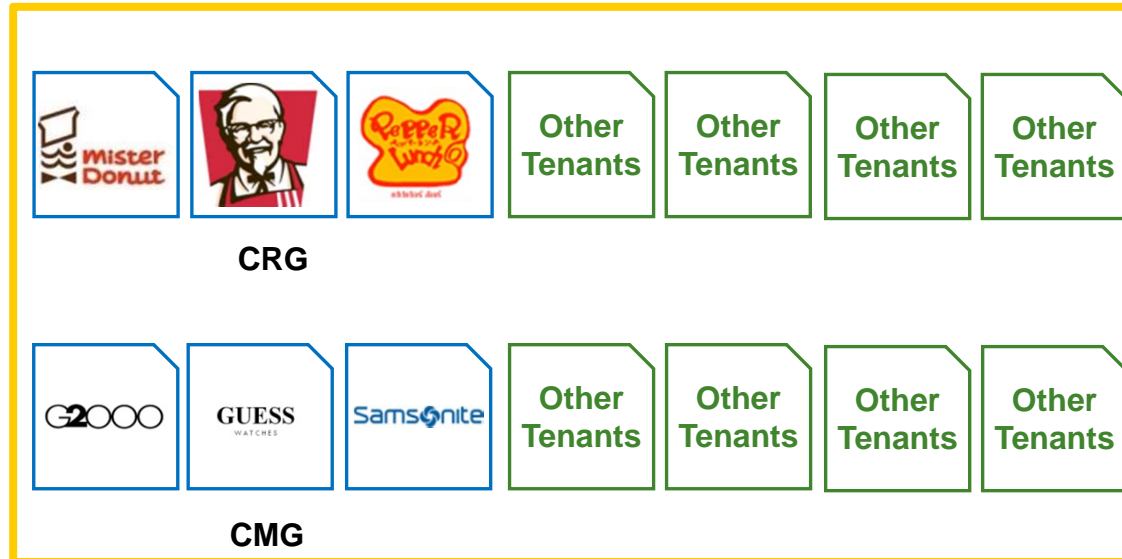 mister
Donut
PePPeR
Lunch
Other
Tenants
Other
Tenants
Other
Tenants
Other
Tenants
CRG
G2000
GUESS
WATCHES
Samsonite
Other
Tenants
Other
Tenants
Other
Tenants
Other
Tenants
CMG